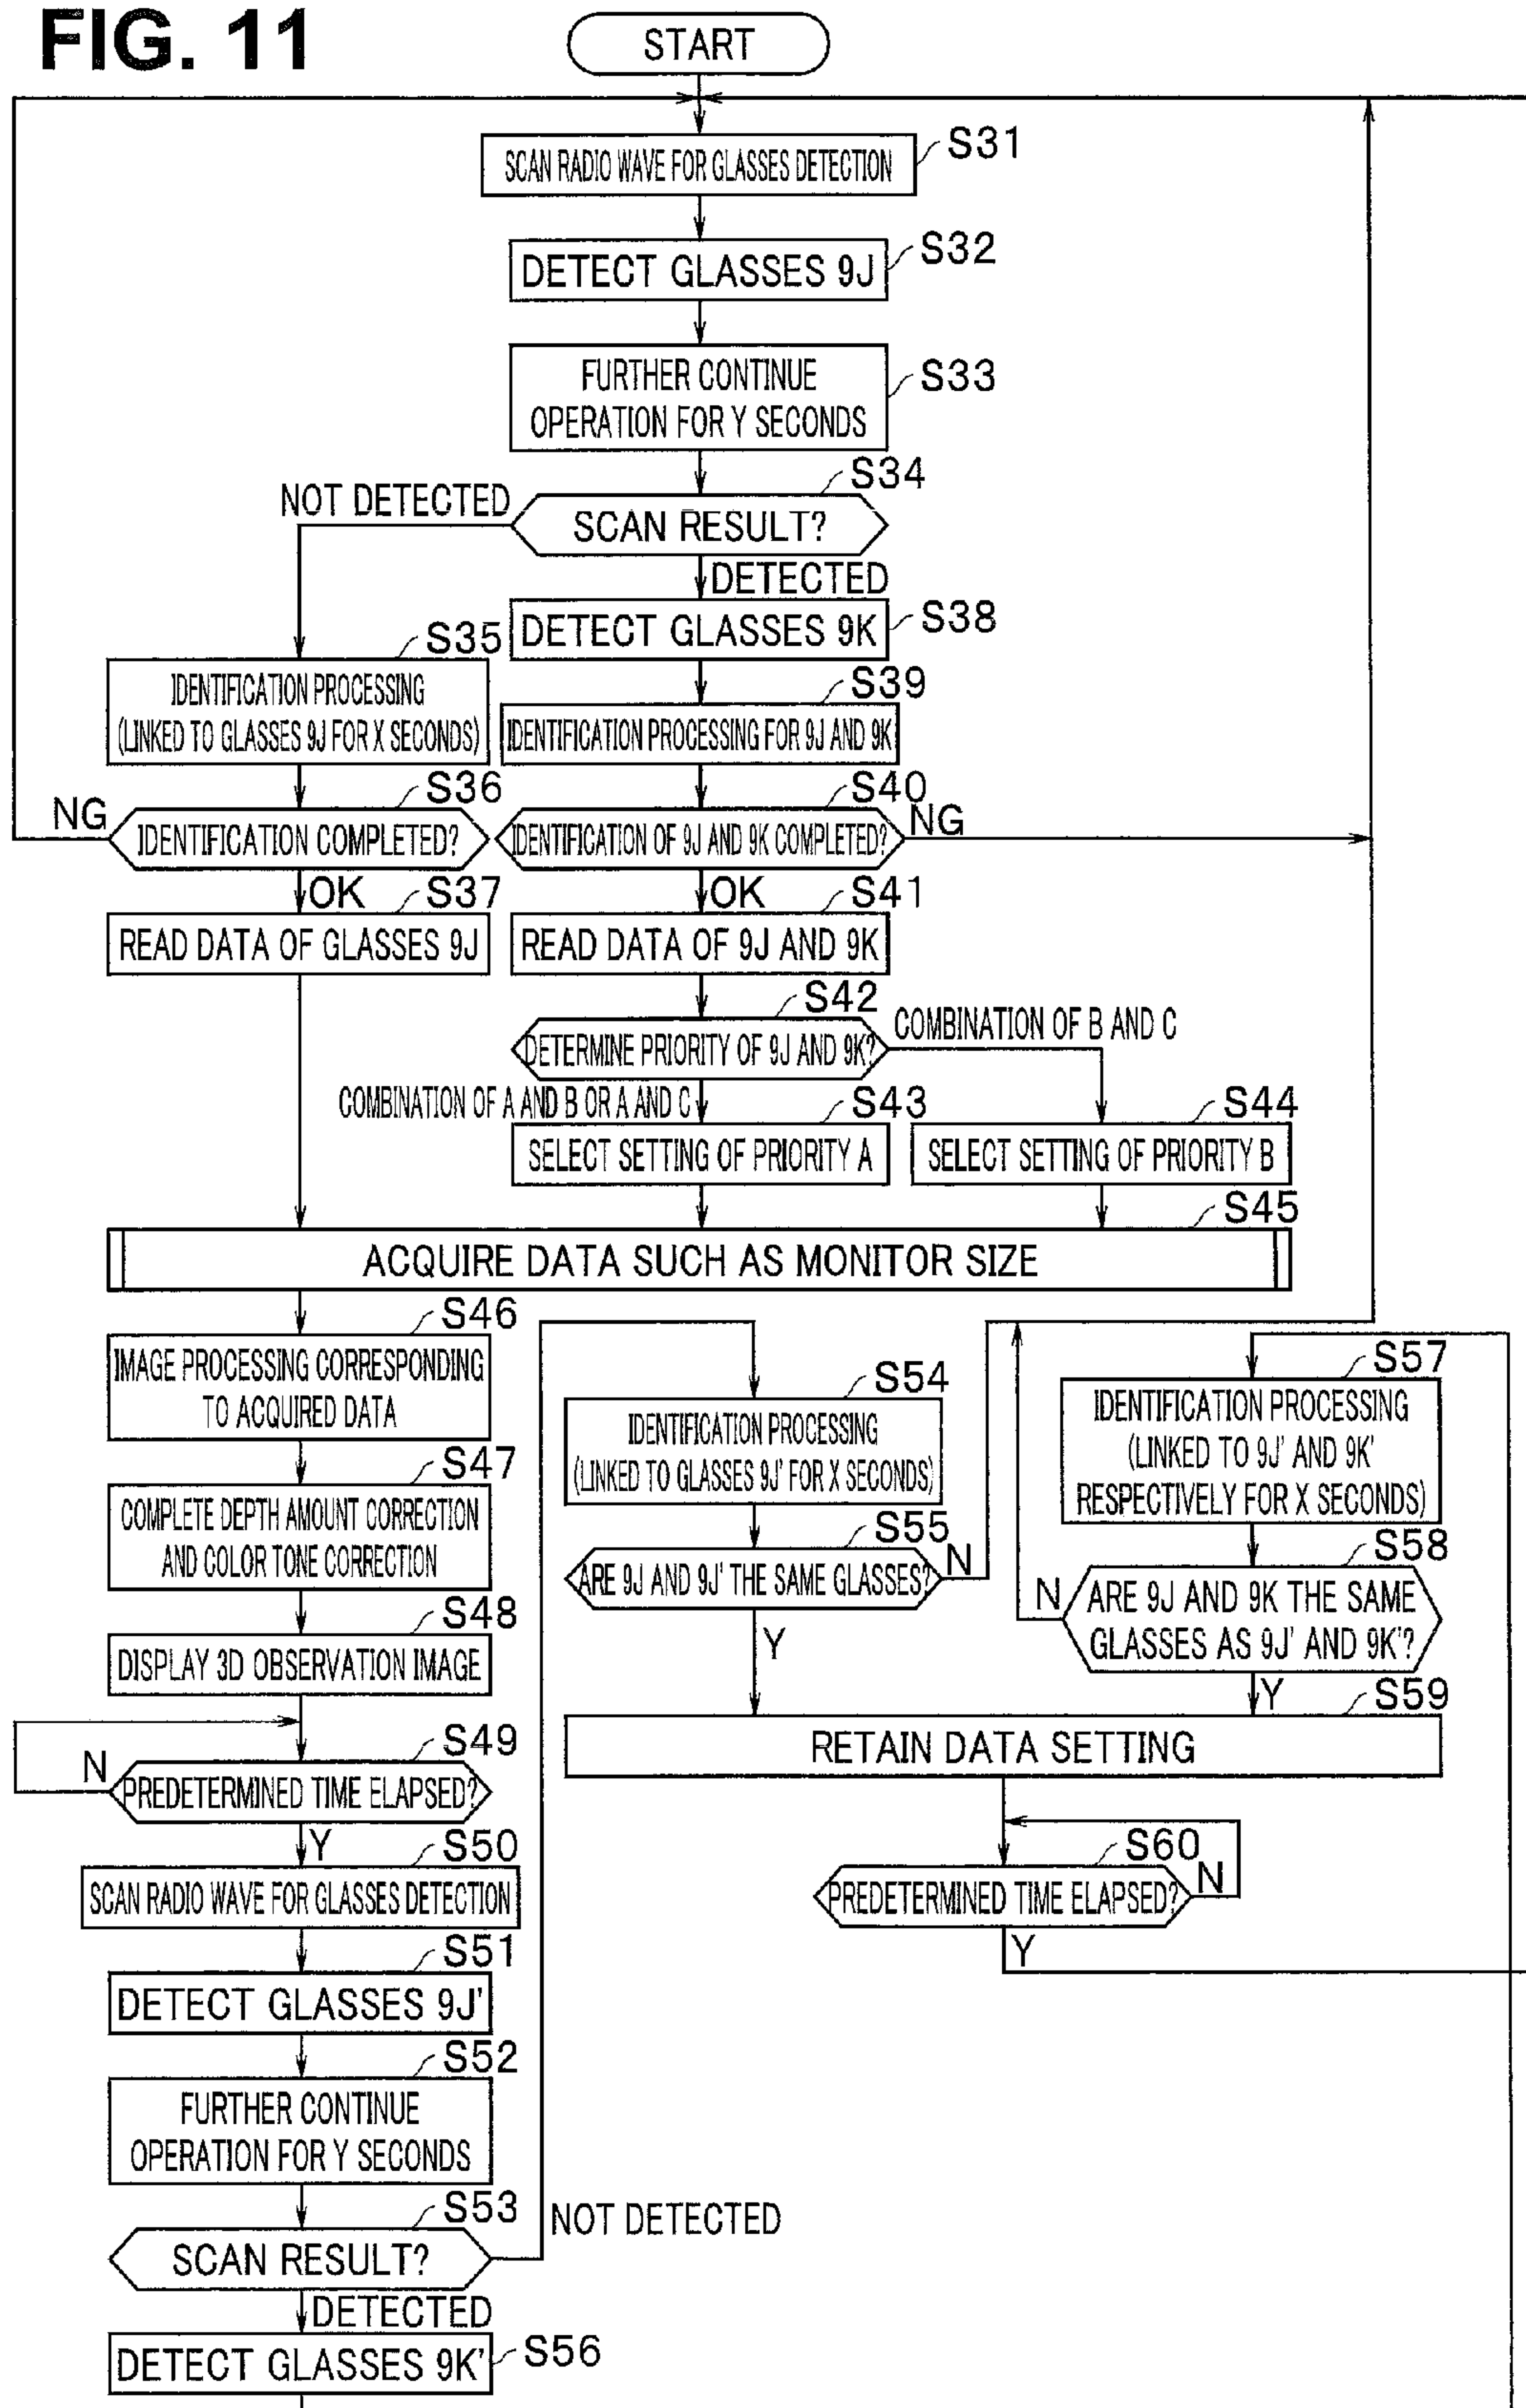 FIG. 11
START
SCAN RADIO WAVE FOR GLASSES DETECTION
S31
DETECT GLASSES 9J
S32
FURTHER CONTINUE
OPERATION FOR Y SECONDS
S33
S34
NOT DETECTED
SCAN RESULT?
DETECTED
DETECT GLASSES 9K
S38
S35
IDENTIFICATION PROCESSING
(LINKED TO GLASSES 9J FOR X SECONDS)
S39
IDENTIFICATION PROCESSING FOR 9J AND 9K
S36
NG
IDENTIFICATION COMPLETED?
S40
IDENTIFICATION OF 9J AND 9K COMPLETED?
NG
OK
S37
READ DATA OF GLASSES 9J
OK
S41
READ DATA OF 9J AND 9K
S42
DETERMINE PRIORITY OF 9J AND 9K?
COMBINATION OF B AND C
COMBINATION OF A AND B OR A AND C
S43
SELECT SETTING OF PRIORITY A
S44
SELECT SETTING OF PRIORITY B
S45
ACQUIRE DATA SUCH AS MONITOR SIZE
S46
IMAGE PROCESSING CORRESPONDING
TO ACQUIRED DATA
S47
COMPLETE DEPTH AMOUNT CORRECTION
AND COLOR TONE CORRECTION
S48
DISPLAY 3D OBSERVATION IMAGE
S49
N
PREDETERMINED TIME ELAPSED?
Y
S50
SCAN RADIO WAVE FOR GLASSES DETECTION
S51
DETECT GLASSES 9J'
S52
FURTHER CONTINUE
OPERATION FOR Y SECONDS
S53
SCAN RESULT?
NOT DETECTED
DETECTED
DETECT GLASSES 9K'
S56
S54
IDENTIFICATION PROCESSING
(LINKED TO GLASSES 9J' FOR X SECONDS)
S55
ARE 9J AND 9J' THE SAME GLASSES?
N
Y
S57
IDENTIFICATION PROCESSING
(LINKED TO 9J' AND 9K'
RESPECTIVELY FOR X SECONDS)
S58
N
ARE 9J AND 9K THE SAME
GLASSES AS 9J' AND 9K'?
Y
S59
RETAIN DATA SETTING
S60
PREDETERMINED TIME ELAPSED?
N
Y